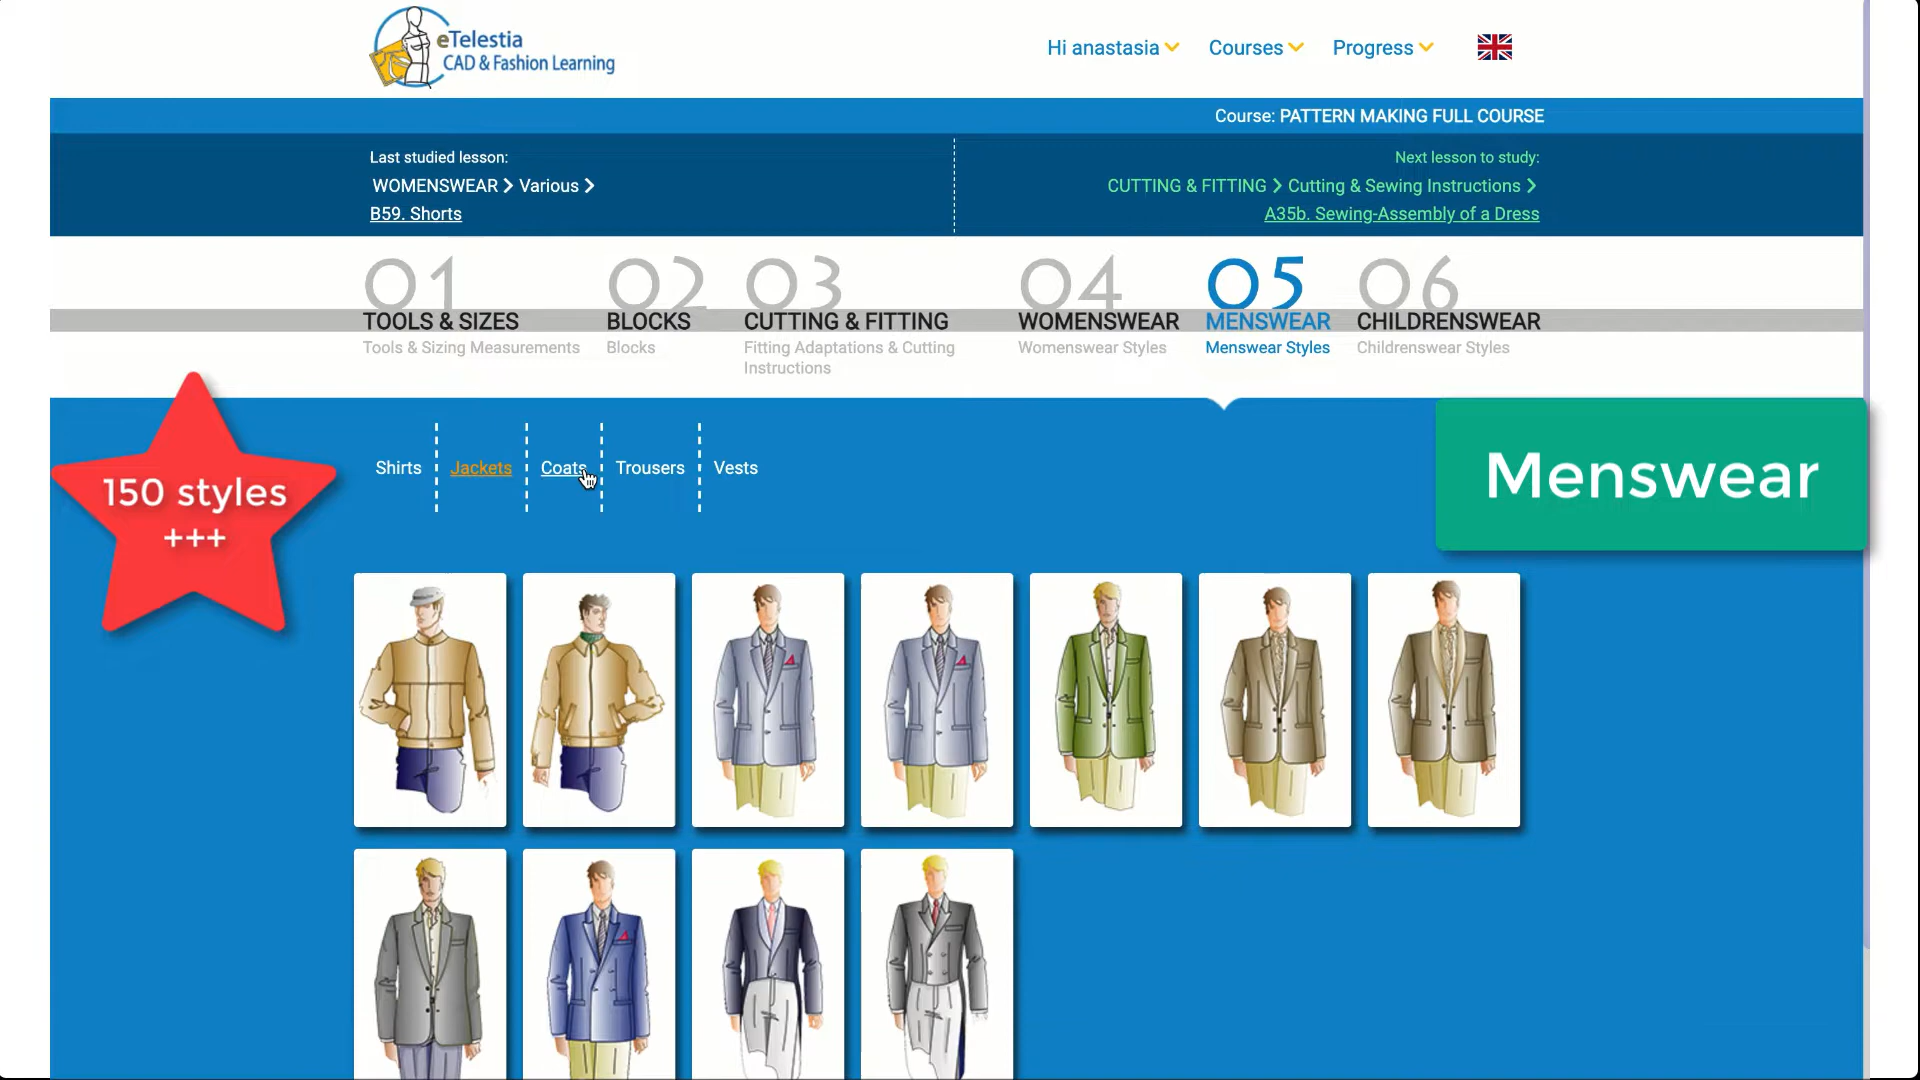 eTelestia
CAD & Fashion Learning
Hi anastasia
Courses
Progress
Course: PATTERN MAKING FULL COURSE
Last studied lesson:
WOMENSWEAR > Various >
B59. Shorts
Next lesson to study:
CUTTING & FITTING > Cutting & Sewing Instructions >
A35b. Sewing-Assembly of a Dress
01
TOOLS & SIZES
Tools & Sizing Measurements
02
BLOCKS
Blocks
03
CUTTING & FITTING
Fitting Adaptations & Cutting
Instructions
04
WOMENSWEAR
Womenswear Styles
05
MENSWEAR
Menswear Styles
06
CHILDRENSWEAR
Childrenswear Styles
150 styles
+++
Shirts
Jackets
Coats
Trousers
Vests
Menswear